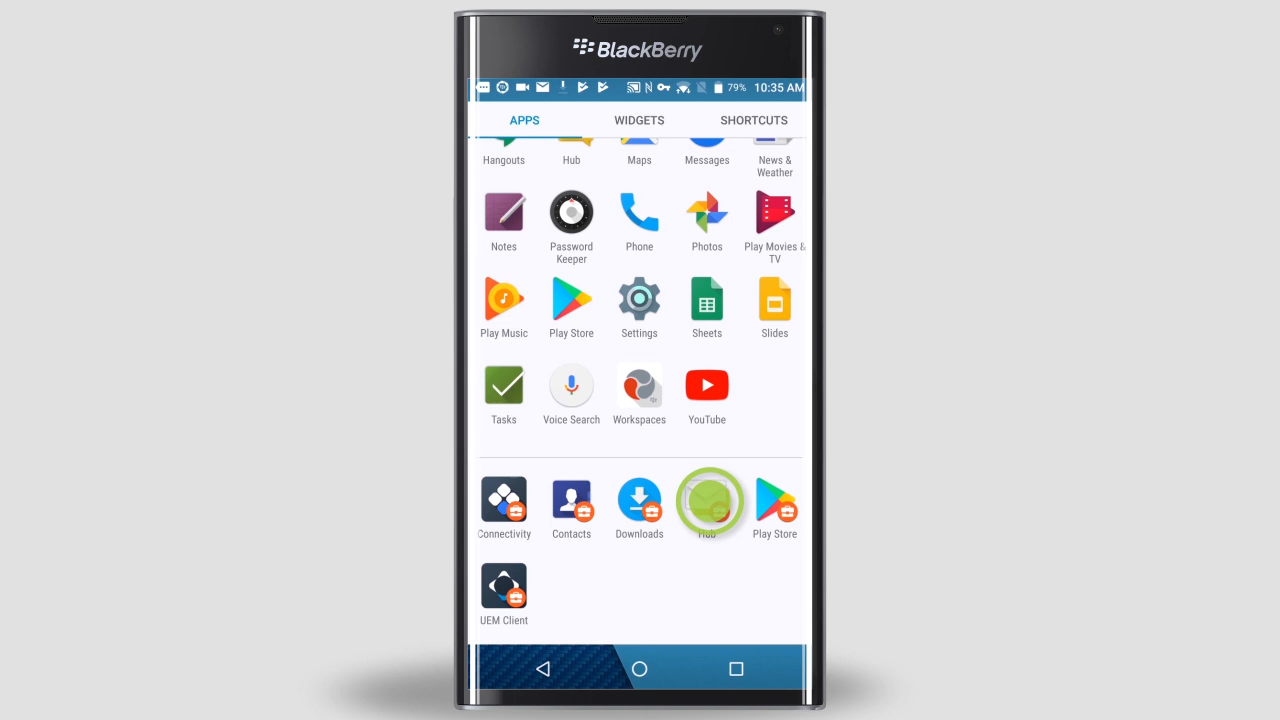 BlackBerry
79% 10:35 AM
APPS WIDGETS SHORTCUTS
Hangouts Hub Maps Messages News &
Weather
Notes Password Phone Photos Play Movies &
Keeper TV
Play Music Play Store Settings Sheets Slides
Tasks Voice Search Workspaces YouTube
Connectivity Contacts Downloads Hub Play Store
UEM Client